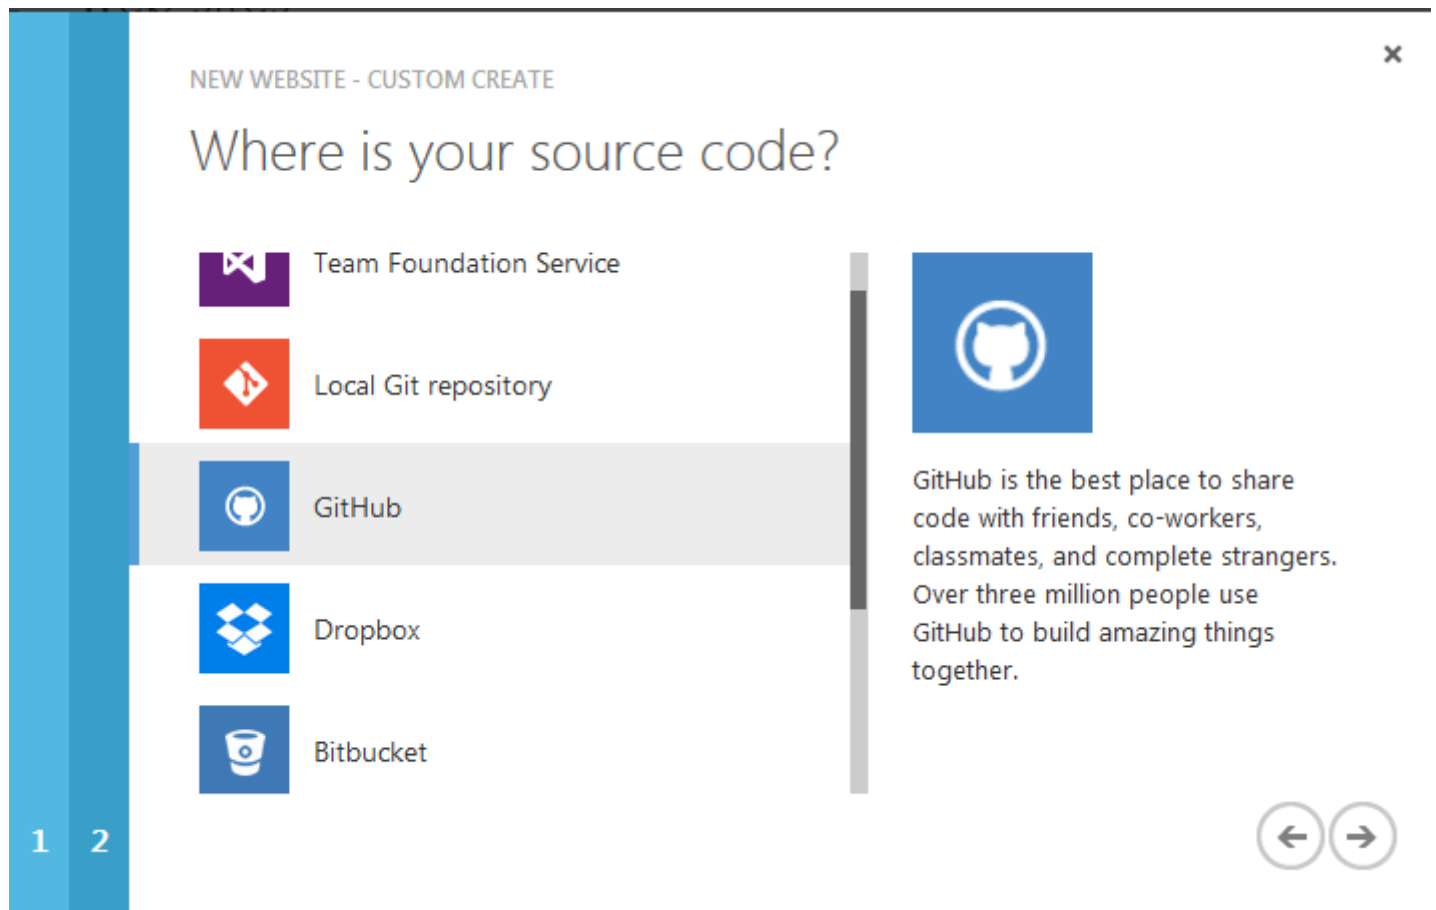 NEW WEBSITE - CUSTOM CREATE
Where is your source code?
Team Foundation Service
Local Git repository
GitHub
Dropbox
Bitbucket
GitHub is the best place to share
code with friends, co-workers,
classmates, and complete strangers.
Over three million people use
GitHub to build amazing things
together.
1 2